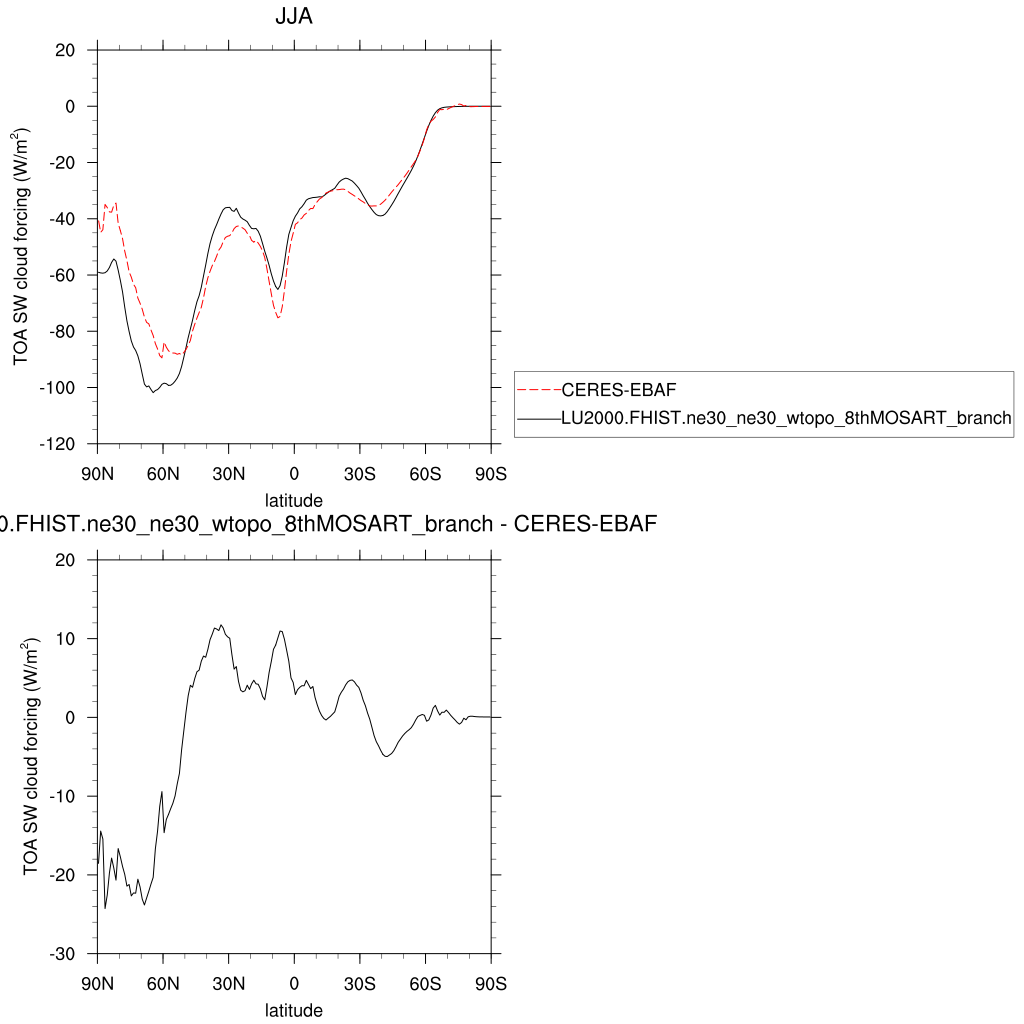 JJA
20
0
-20
-40
-60
-80
-100
-120
TOA SW cloud forcing (W/m²)
90N 60N 30N 0 30S 60S 90S
latitude
CERES-EBAF
LU2000.FHIST.ne30_ne30_wtopo_8thMOSART_branch
0.FHIST.ne30_ne30_wtopo_8thMOSART_branch - CERES-EBAF
20
10
0
-10
-20
-30
TOA SW cloud forcing (W/m²)
90N 60N 30N 0 30S 60S 90S
latitude